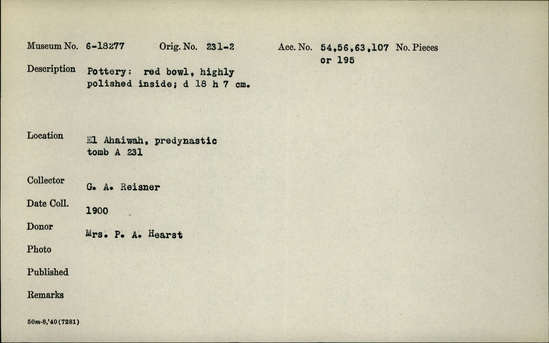 Museum No. 6-18277 Orig. No. 231-2 Acc. No. 54,56,63,107 No. Pieces
or 195
Description Pottery: red bowl, highly
polished inside; d 18 h 7 cm.
Location El Ahaiwah, predynastic
tomb A 231
Collector G. A. Reisner
Date Coll. 1900
Donor Mrs. P. A. Hearst
Photo
Published
Remarks
50m-8,'40(7281)